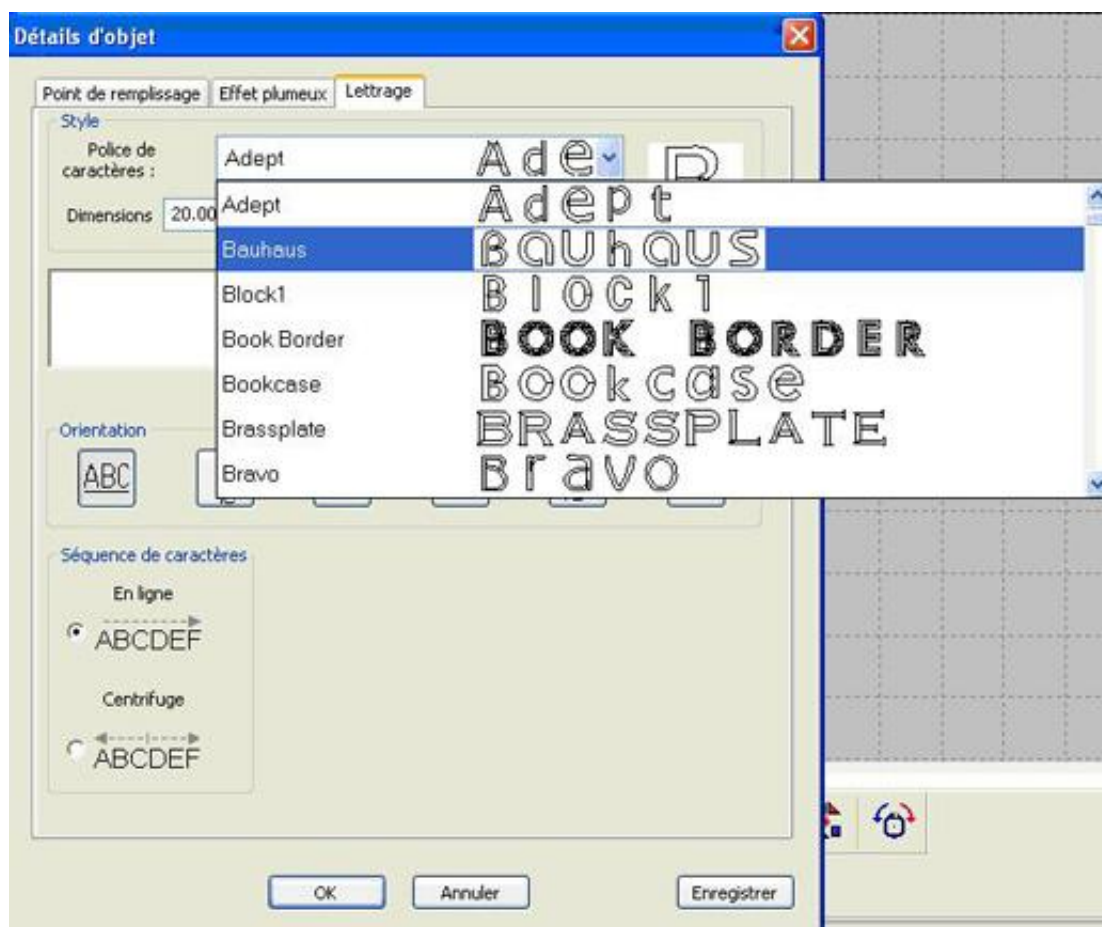 Détails d'objet
Point de remplissage Effet plumeux Lettrage
Style
Police de
caractères :
Adept Ade
R
Dimensions 20.00
Adept Adept
Bauhaus Bauhaus
Block1 Block1
Book Border BOOK BORDER
Bookcase Bookcase
Brassplate BRASSPLATE
Bravo Bravo
Orientation
ABC
Séquence de caractères
En ligne
ABCDEF
Centrifuge
ABCDEF
OK Annuler Enregistrer